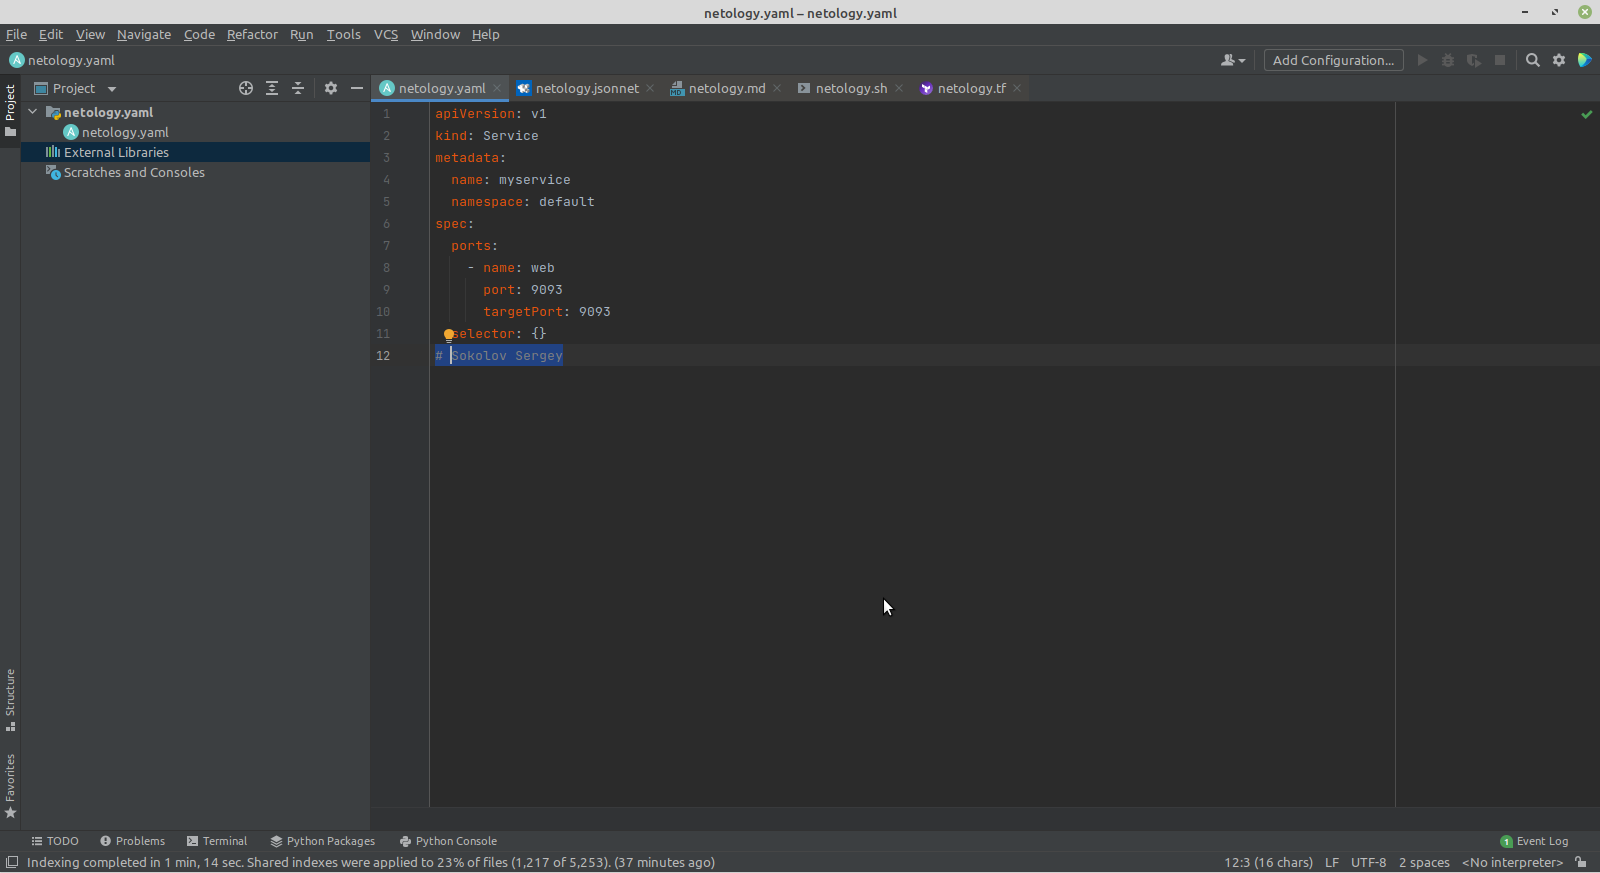 netology.yaml – netology.yaml
File Edit View Navigate Code Refactor Run Tools VCS Window Help
netology.yaml Add Configuration...
Project
Project
netology.yaml netology.jsonnet netology.md netology.sh netology.tf
netology.yaml
netology.yaml
External Libraries
Scratches and Consoles
1 apiVersion: v1
2 kind: Service
3 metadata:
4 name: myservice
5 namespace: default
6 spec:
7 ports:
8 - name: web
9 port: 9093
10 targetPort: 9093
11 selector: {}
12 # Sokolov Sergey
Structure
Favorites
TODO Problems Terminal Python Packages Python Console 1 Event Log
Indexing completed in 1 min, 14 sec. Shared indexes were applied to 23% of files (1,217 of 5,253). (37 minutes ago) 12:3 (16 chars) LF UTF-8 2 spaces <No interpreter>